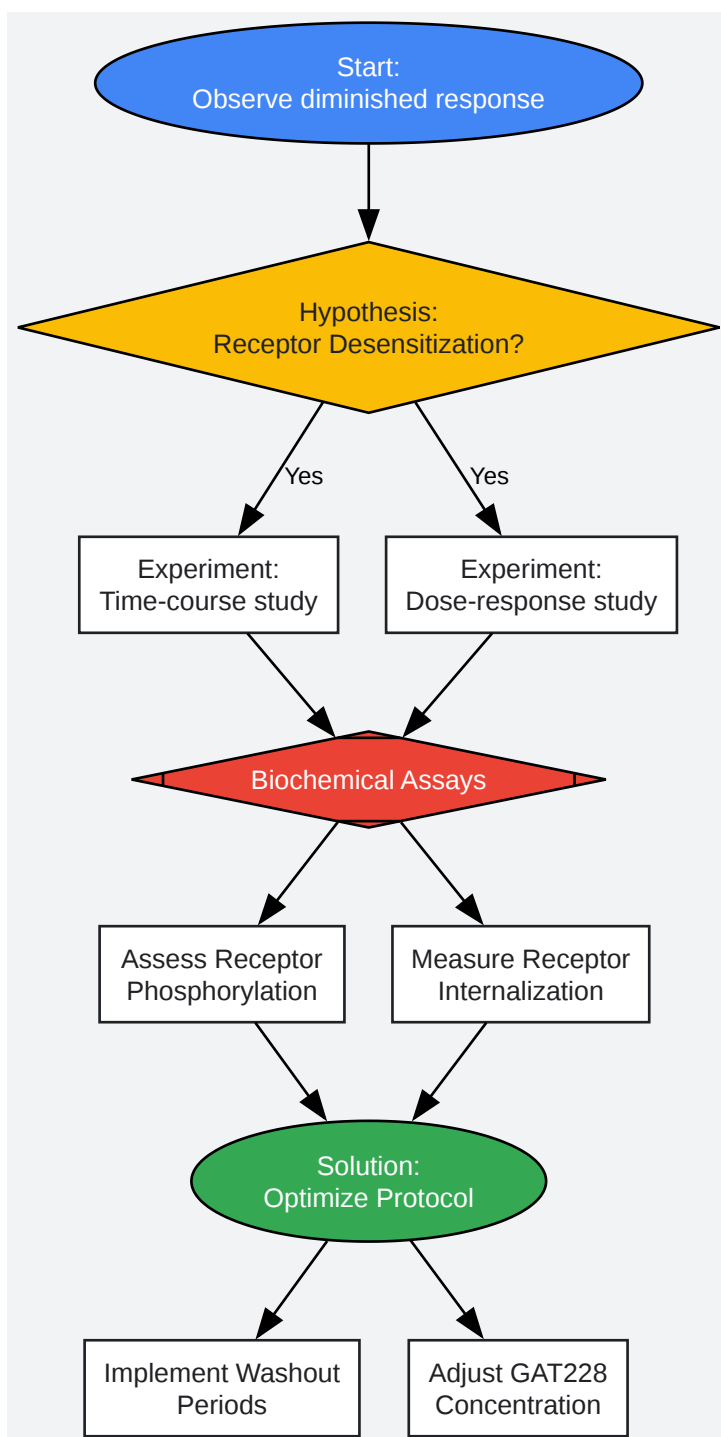 Start:
Observe diminished response
Hypothesis:
Receptor Desensitization?
Yes
Yes
Experiment:
Time-course study
Experiment:
Dose-response study
Biochemical Assays
Assess Receptor
Phosphorylation
Measure Receptor
Internalization
Solution:
Optimize Protocol
Implement Washout
Periods
Adjust GAT228
Concentration